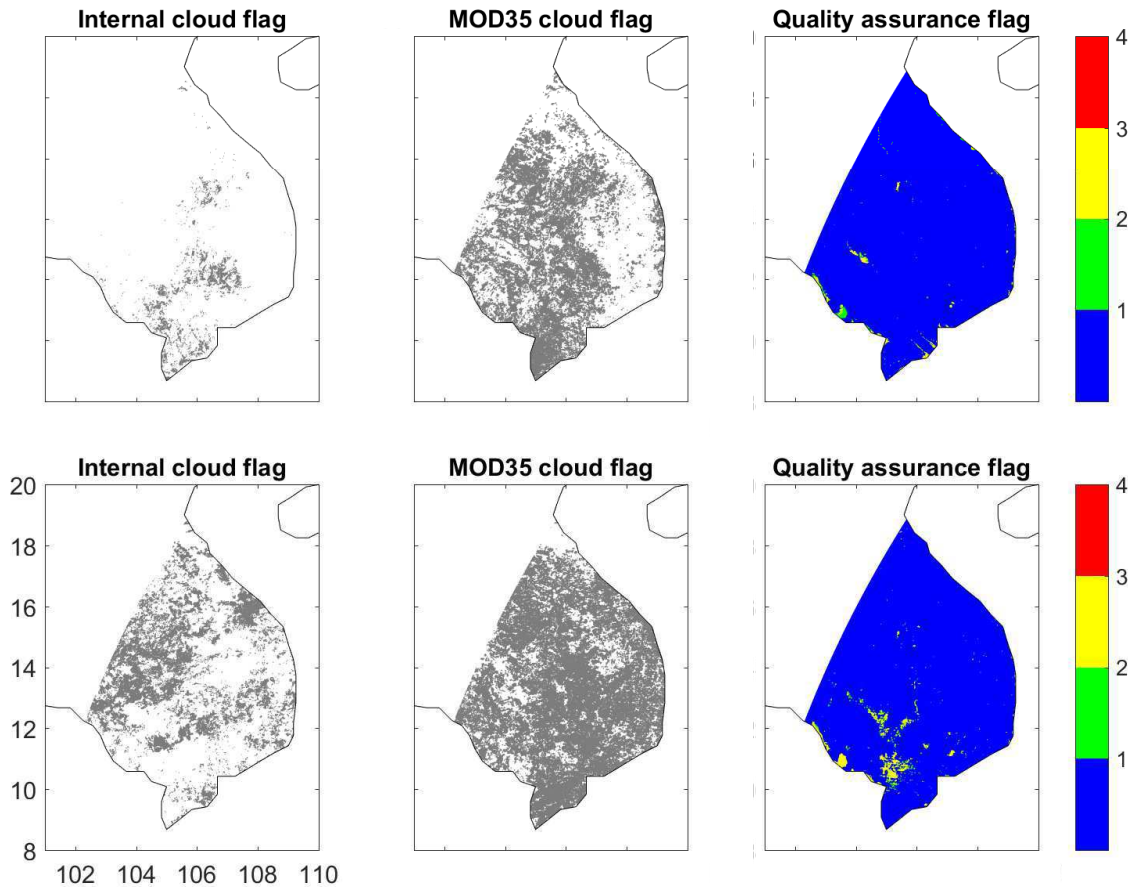 Internal cloud flag
MOD35 cloud flag
Quality assurance flag
4
3
2
1
Internal cloud flag
MOD35 cloud flag
Quality assurance flag
20
18
16
14
12
10
8
102 104 106 108 110
4
3
2
1